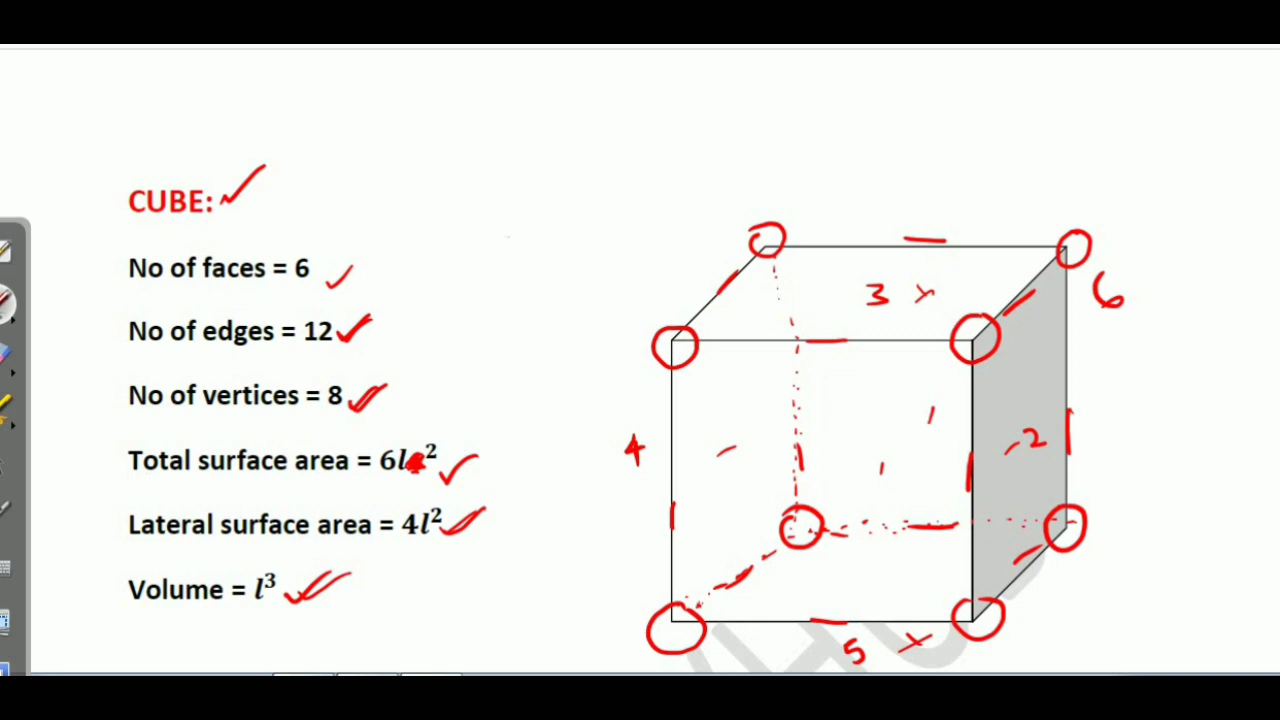 CUBE:
No of faces = 6
No of edges = 12
No of vertices = 8
Total surface area = 6l²
Lateral surface area = 4l²
Volume = l³
6
3 x
1
4
-2
5 x